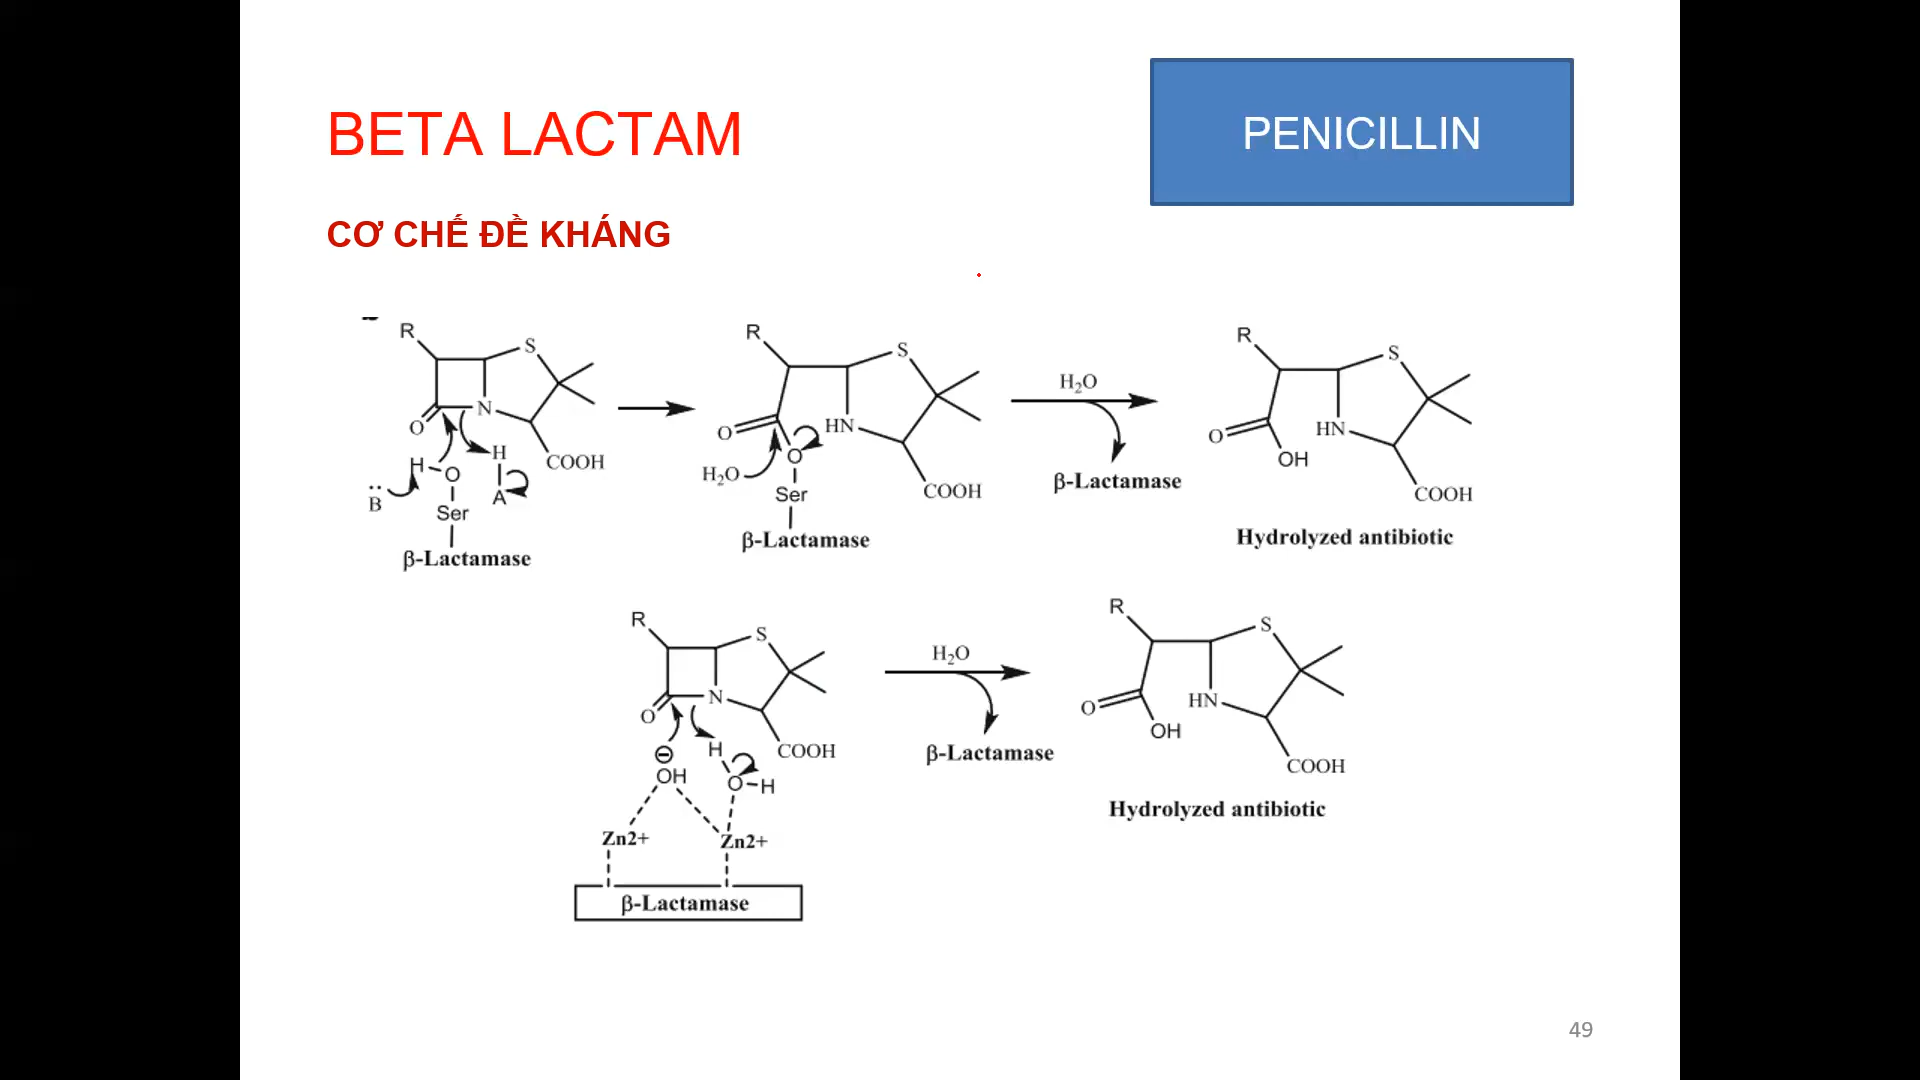 BETA LACTAM
PENICILLIN
CƠ CHẾ ĐỀ KHÁNG
R
S
N
O
COOH
H
O
H
A
B
Ser
β-Lactamase
R
S
O
HN
O
H₂O
Ser
COOH
β-Lactamase
H₂O
β-Lactamase
R
S
O
HN
OH
COOH
Hydrolyzed antibiotic
R
S
N
O
COOH
H
OH
O-H
Zn2+
Zn2+
β-Lactamase
H₂O
β-Lactamase
R
S
O
HN
OH
COOH
Hydrolyzed antibiotic
49